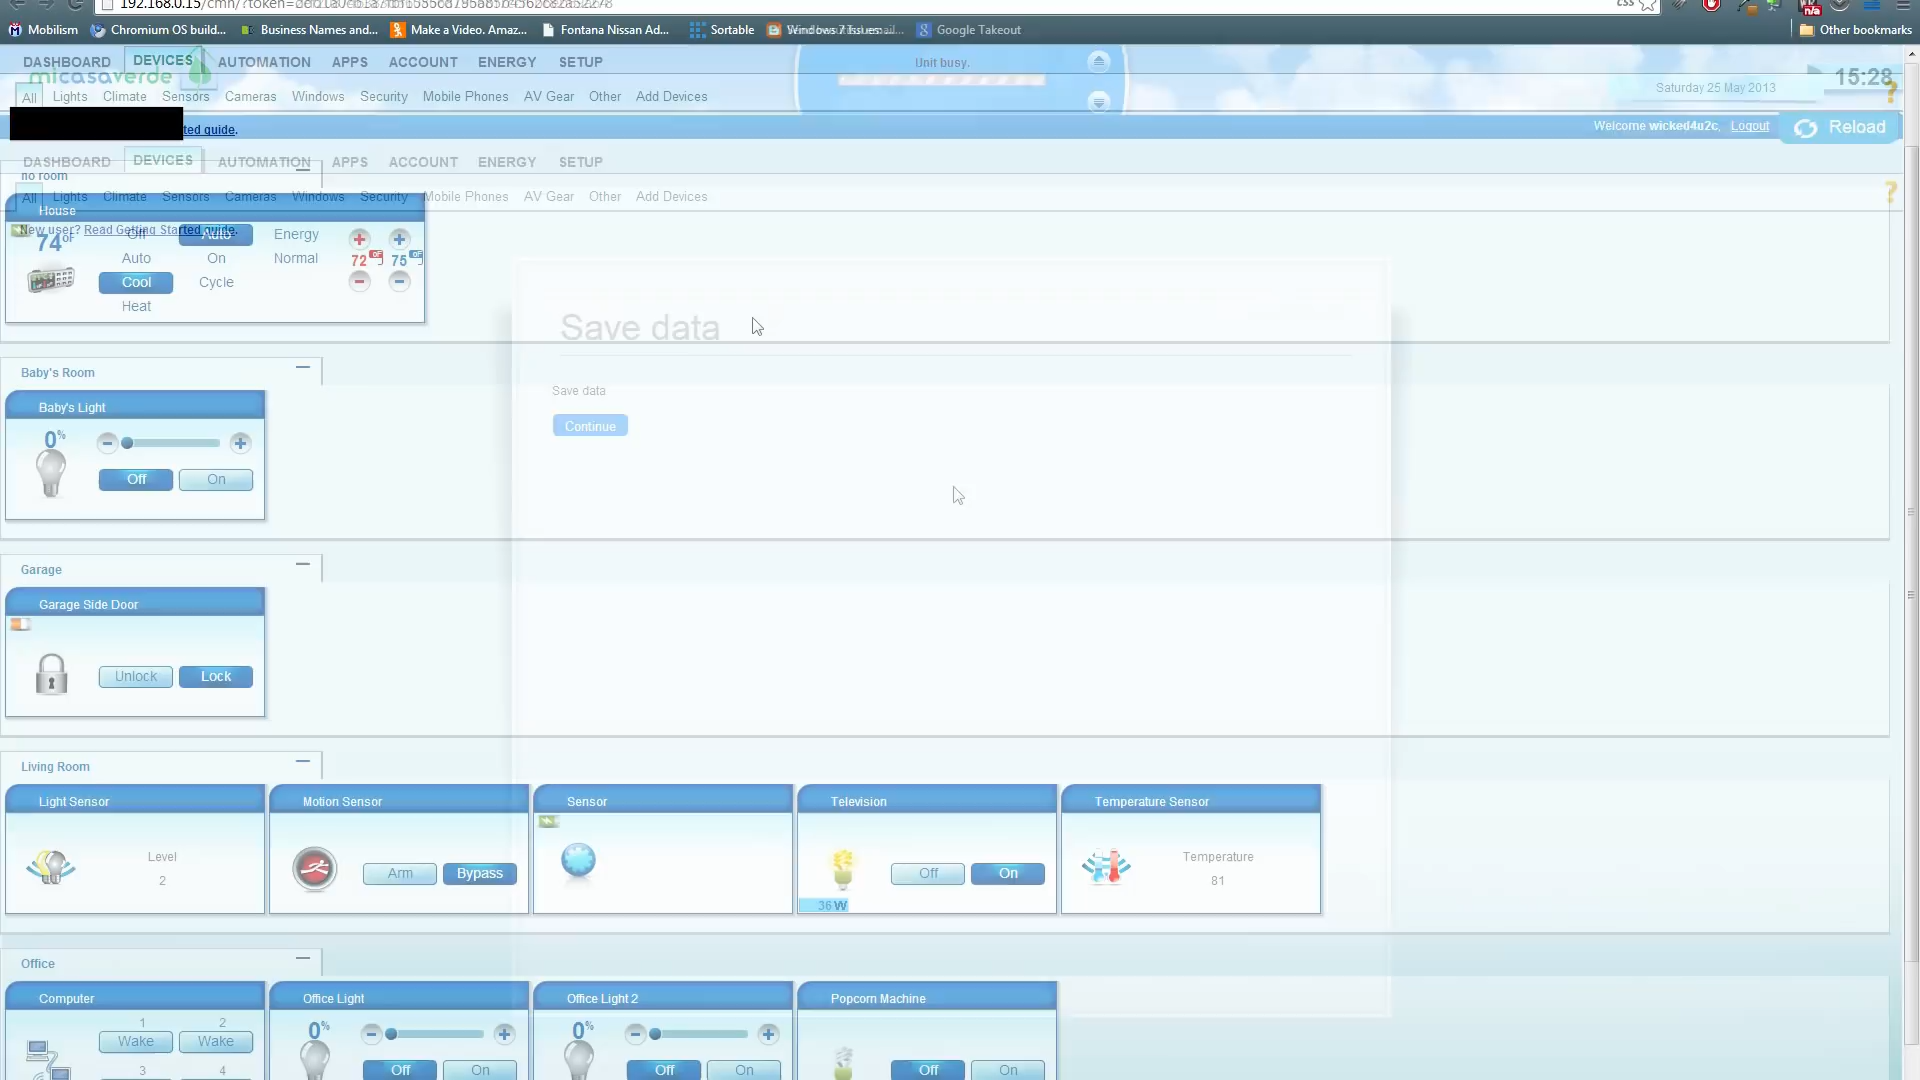 Mobilism Chromium OS build... Business Names and... Make a Video. Amaz... Fontana Nissan Ad... Sortable Google Takeout Other bookmarks
DASHBOARD DEVICES AUTOMATION APPS ACCOUNT ENERGY SETUP
micasaverde
Unit busy.
15:28
Saturday 25 May 2013
All Lights Climate Sensors Cameras Windows Security Mobile Phones AV Gear Other Add Devices
ted guide.
Welcome wicked4u2c, Logout
Reload
DASHBOARD DEVICES AUTOMATION APPS ACCOUNT ENERGY SETUP
no room
All Lights Climate Sensors Cameras Windows Security Mobile Phones AV Gear Other Add Devices
House
New user? Read Getting Started guide.
74°F
Off Auto Energy
Auto On Normal
72 °F 75 °F
Cool Cycle
Heat
Save data
Save data
Continue
Baby's Room
Baby's Light
0%
Off On
Garage
Garage Side Door
Unlock Lock
Living Room
Light Sensor
Level
2
Motion Sensor
Arm Bypass
Sensor
Television
Off On
36 W
Temperature Sensor
Temperature
81
Office
Computer
1 2
Wake Wake
3 4
Office Light
0%
Off On
Office Light 2
0%
Off On
Popcorn Machine
Off On